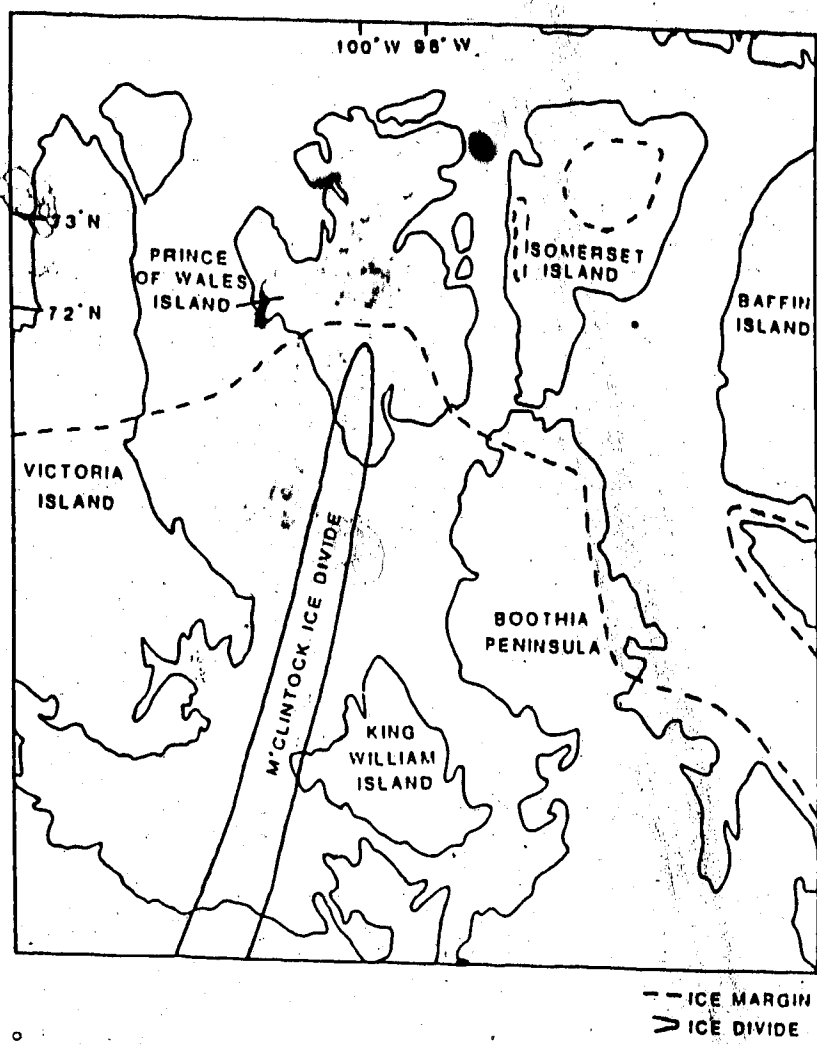 100°W 98°W
73°N
PRINCE
OF WALES
ISLAND
SOMERSET
ISLAND
72°N
BAFFIN
ISLAND
VICTORIA
ISLAND
M'CLINTOCK ICE DIVIDE
BOOTHIA
PENINSULA
KING
WILLIAM
ISLAND
ICE MARGIN
ICE DIVIDE